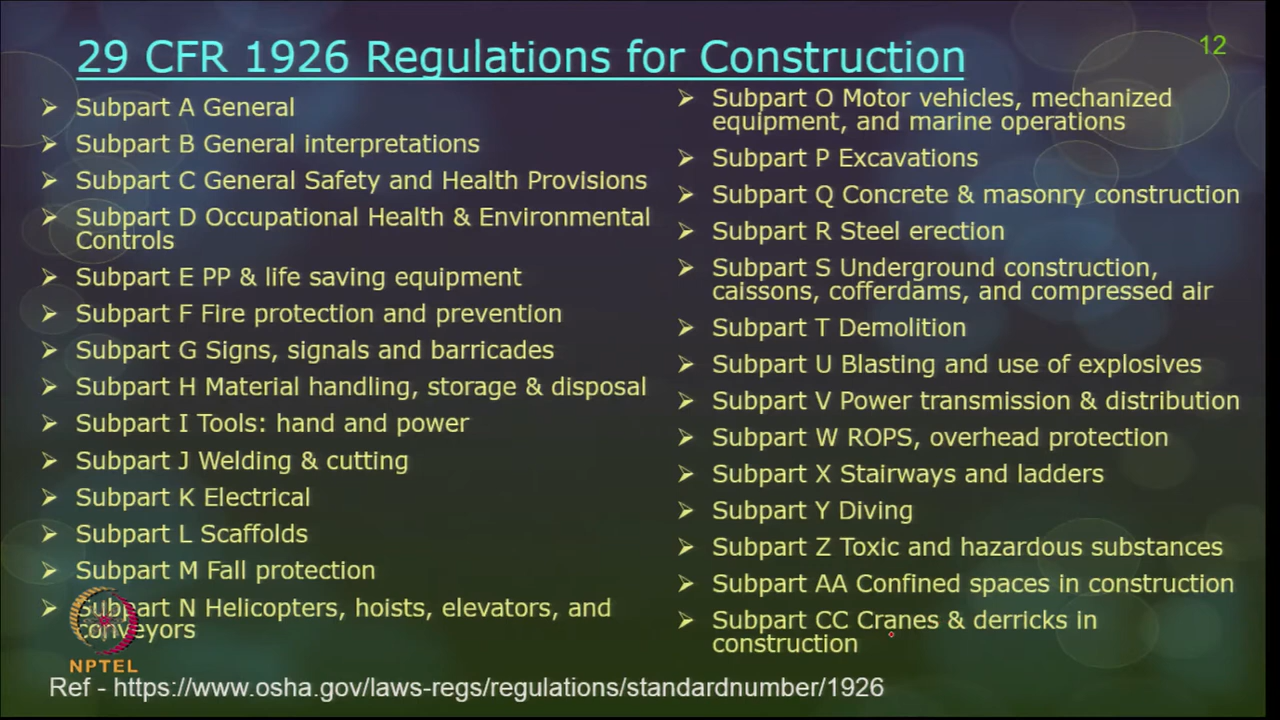 29 CFR 1926 Regulations for Construction
12
Subpart A General
Subpart B General interpretations
Subpart C General Safety and Health Provisions
Subpart D Occupational Health & Environmental
Controls
Subpart E PP & life saving equipment
Subpart F Fire protection and prevention
Subpart G Signs, signals and barricades
Subpart H Material handling, storage & disposal
Subpart I Tools: hand and power
Subpart J Welding & cutting
Subpart K Electrical
Subpart L Scaffolds
Subpart M Fall protection
Subpart N Helicopters, hoists, elevators, and
conveyors
Subpart O Motor vehicles, mechanized
equipment, and marine operations
Subpart P Excavations
Subpart Q Concrete & masonry construction
Subpart R Steel erection
Subpart S Underground construction,
caissons, cofferdams, and compressed air
Subpart T Demolition
Subpart U Blasting and use of explosives
Subpart V Power transmission & distribution
Subpart W ROPS, overhead protection
Subpart X Stairways and ladders
Subpart Y Diving
Subpart Z Toxic and hazardous substances
Subpart AA Confined spaces in construction
Subpart CC Cranes & derricks in
construction
NPTEL
Ref - https://www.osha.gov/laws-regs/regulations/standardnumber/1926